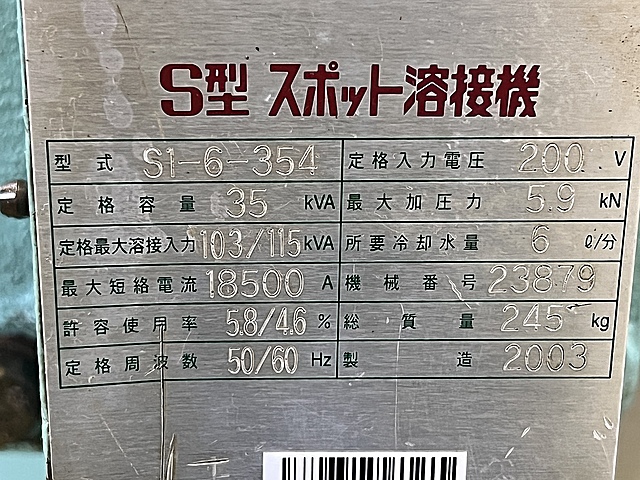 S型 スポット溶接機
型式 S1-6-354 定格入力電圧 200 V
定格容量 35 kVA 最大加圧力 5.9 kN
定格最大溶接入力 103/115 kVA 所要冷却水量 6 ℓ/分
最大短絡電流 18500 A 機械番号 23879
許容使用率 5.8/4.6 % 総質量 245 kg
定格周波数 50/60 Hz 製造 2003